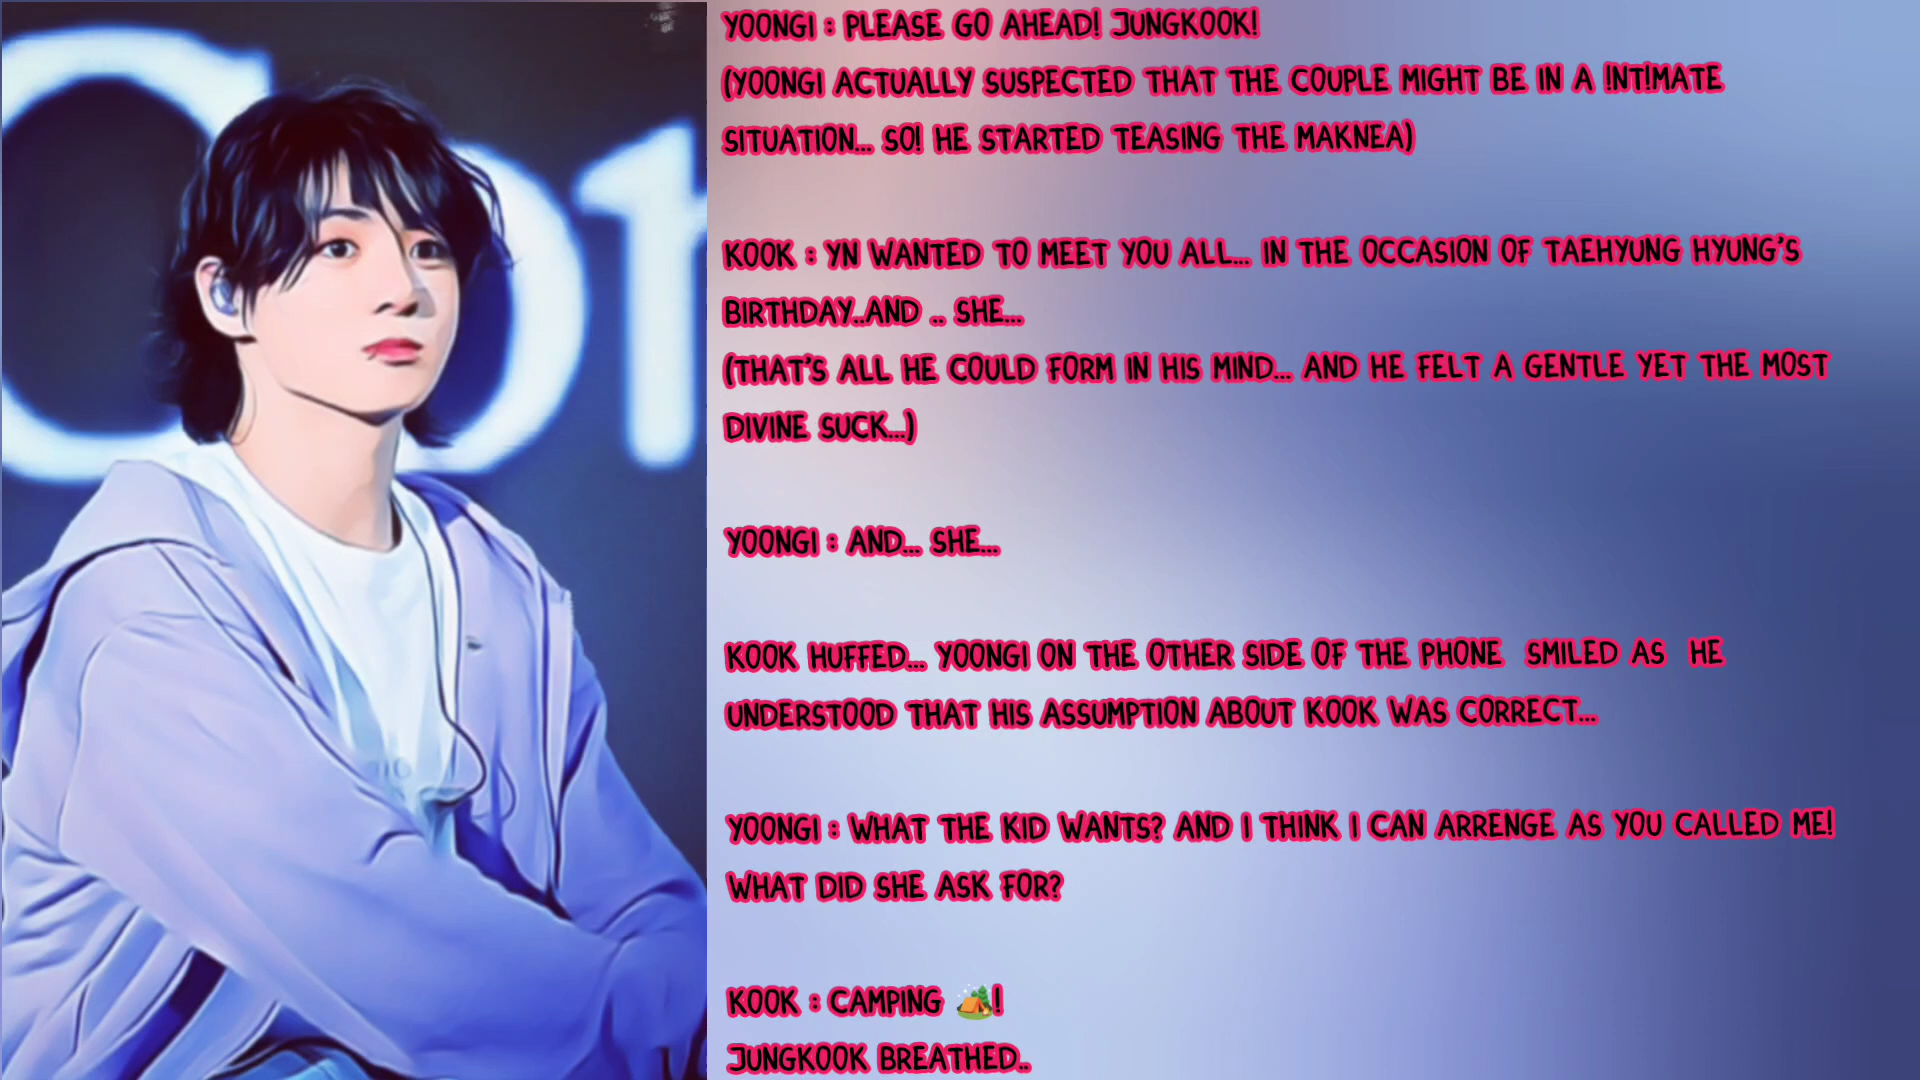 YOONGI : PLEASE GO AHEAD! JUNGKOOK!
(YOONGI ACTUALLY SUSPECTED THAT THE COUPLE MIGHT BE IN A !NT!MATE
SITUATION... SO! HE STARTED TEASING THE MAKNEA)
KOOK : YN WANTED TO MEET YOU ALL... IN THE OCCASION OF TAEHYUNG HYUNG'S
BIRTHDAY..AND .. SHE...
(THAT'S ALL HE COULD FORM IN HIS MIND... AND HE FELT A GENTLE YET THE MOST
DIVINE SUCK...)
YOONGI : AND... SHE...
KOOK HUFFED... YOONGI ON THE OTHER SIDE OF THE PHONE SMILED AS HE
UNDERSTOOD THAT HIS ASSUMPTION ABOUT KOOK WAS CORRECT...
YOONGI : WHAT THE KID WANTS? AND I THINK I CAN ARRENGE AS YOU CALLED ME!
WHAT DID SHE ASK FOR?
KOOK : CAMPING 🏕️!
JUNGKOOK BREATHED..